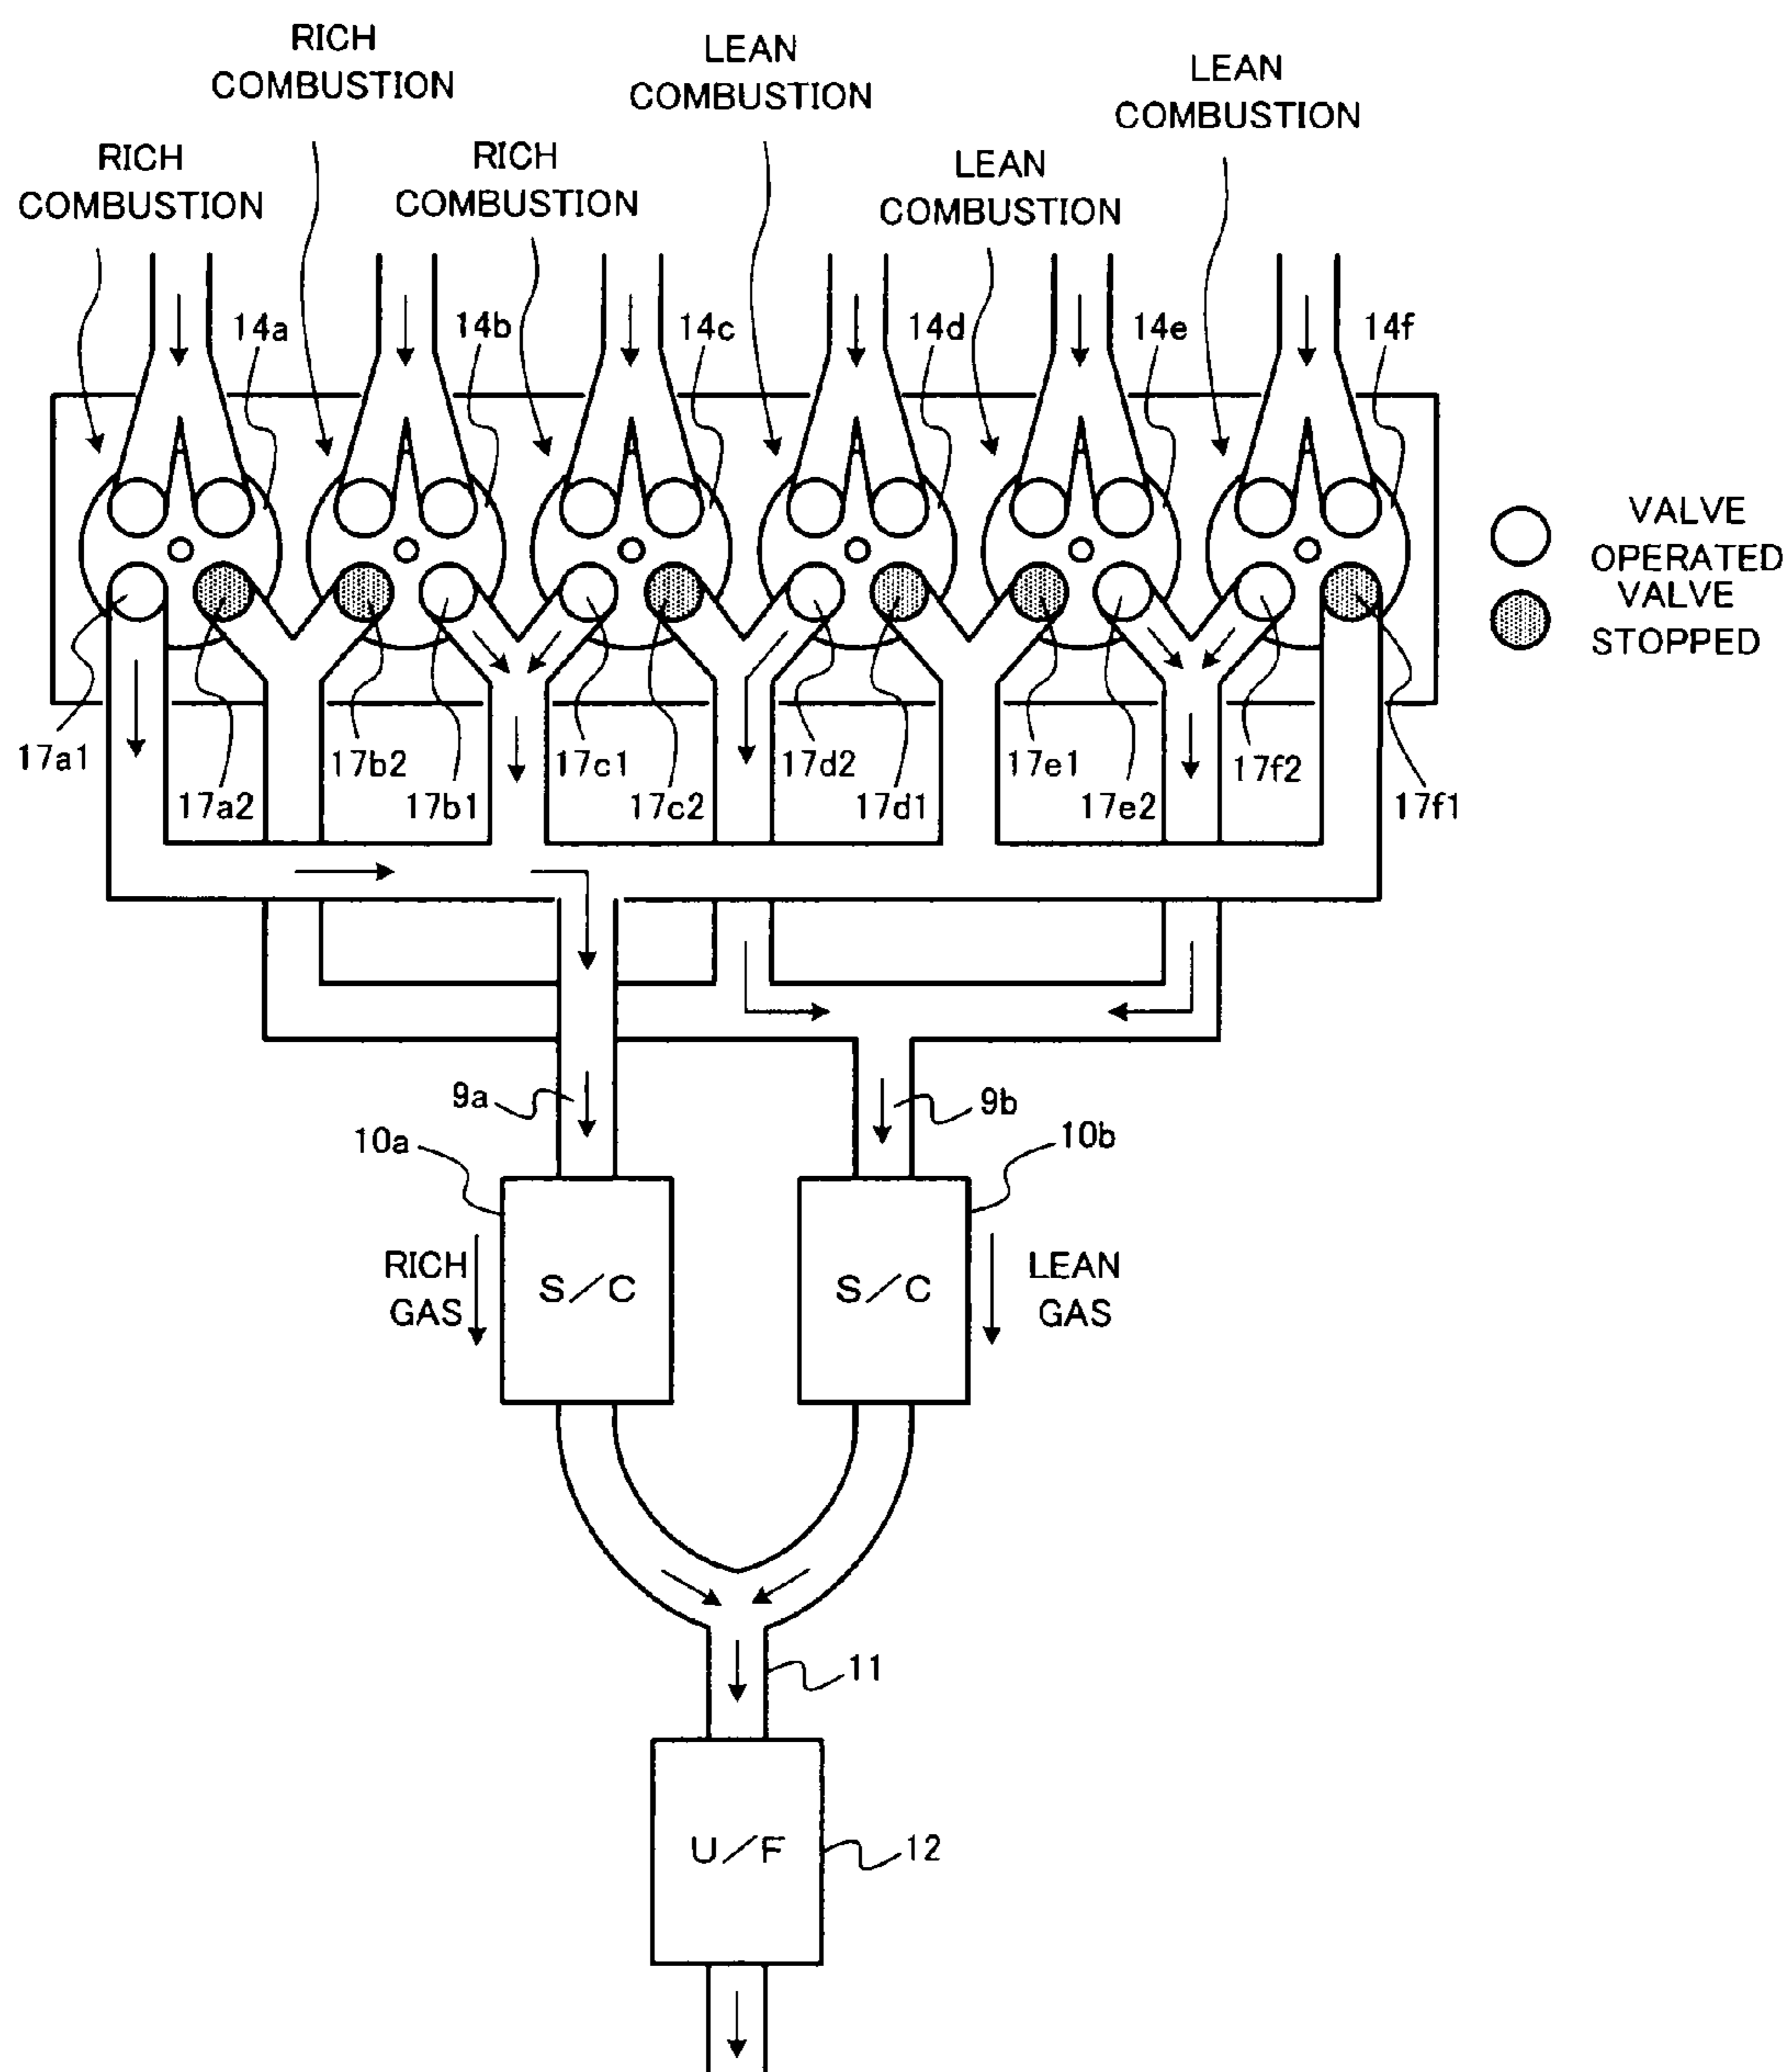 RICH
COMBUSTION
LEAN
COMBUSTION
LEAN
COMBUSTION
RICH
COMBUSTION
RICH
COMBUSTION
LEAN
COMBUSTION
14a
14b
14c
14d
14e
14f
VALVE
OPERATED
VALVE
STOPPED
17a1
17a2
17b2
17b1
17c1
17c2
17d2
17d1
17e1
17e2
17f2
17f1
9a
9b
10a
10b
RICH
GAS
S/C
S/C
LEAN
GAS
11
U/F
12